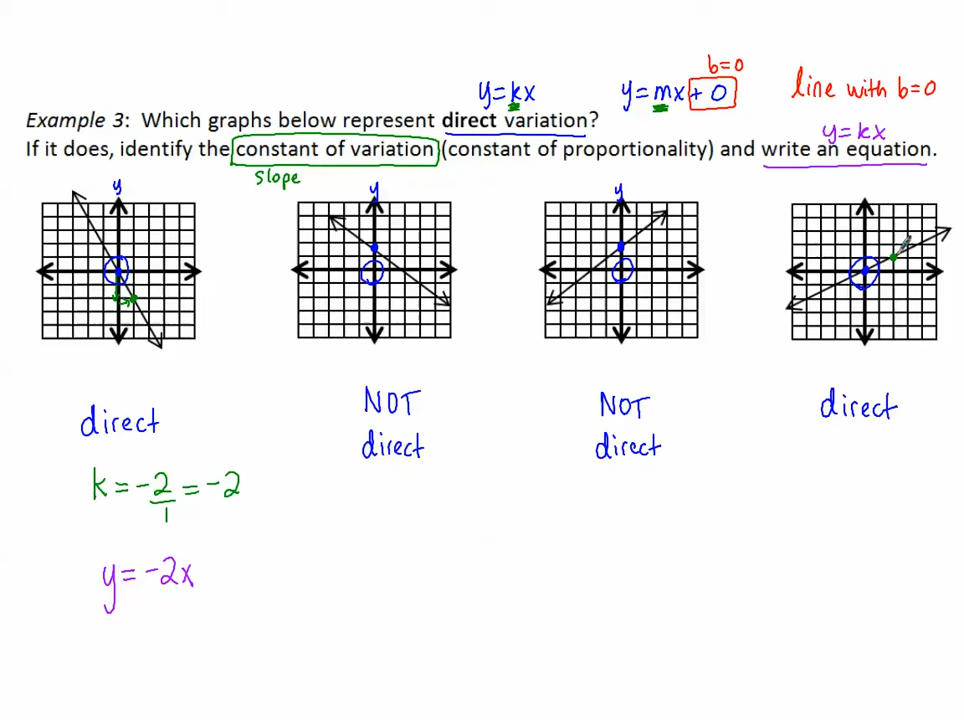 b=0
y=kx y=mx+0 line with b=0
Example 3: Which graphs below represent direct variation?
y=kx
If it does, identify the constant of variation (constant of proportionality) and write an equation.
slope
y y y
direct NOT direct NOT direct direct
k = -2/1 = -2
y = -2x